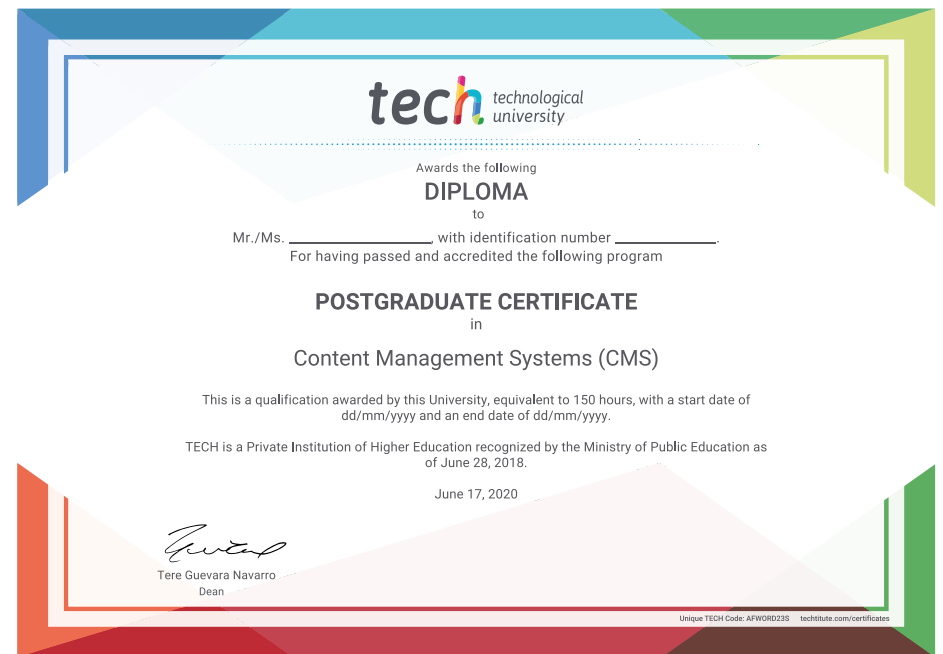 tech technological
university
Awards the following
DIPLOMA
to
Mr./Ms. ____________________, with identification number ______________.
For having passed and accredited the following program
POSTGRADUATE CERTIFICATE
in
Content Management Systems (CMS)
This is a qualification awarded by this University, equivalent to 150 hours, with a start date of
dd/mm/yyyy and an end date of dd/mm/yyyy.
TECH is a Private Institution of Higher Education recognized by the Ministry of Public Education as
of June 28, 2018.
June 17, 2020
Tere Guevara Navarro
Dean
Unique TECH Code: AFWORD23S techtitute.com/certificates